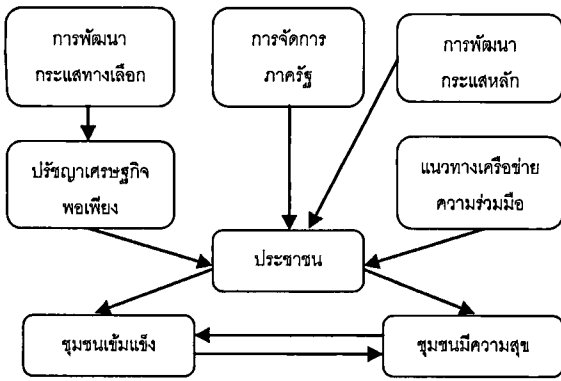 การพัฒนา
กระแสทางเลือก
การจัดการ
ภาครัฐ
การพัฒนา
กระแสหลัก
ปรัชญาเศรษฐกิจ
พอเพียง
แนวทางเครือข่าย
ความร่วมมือ
ประชาชน
ชุมชนเข้มแข็ง
ชุมชนมีความสุข